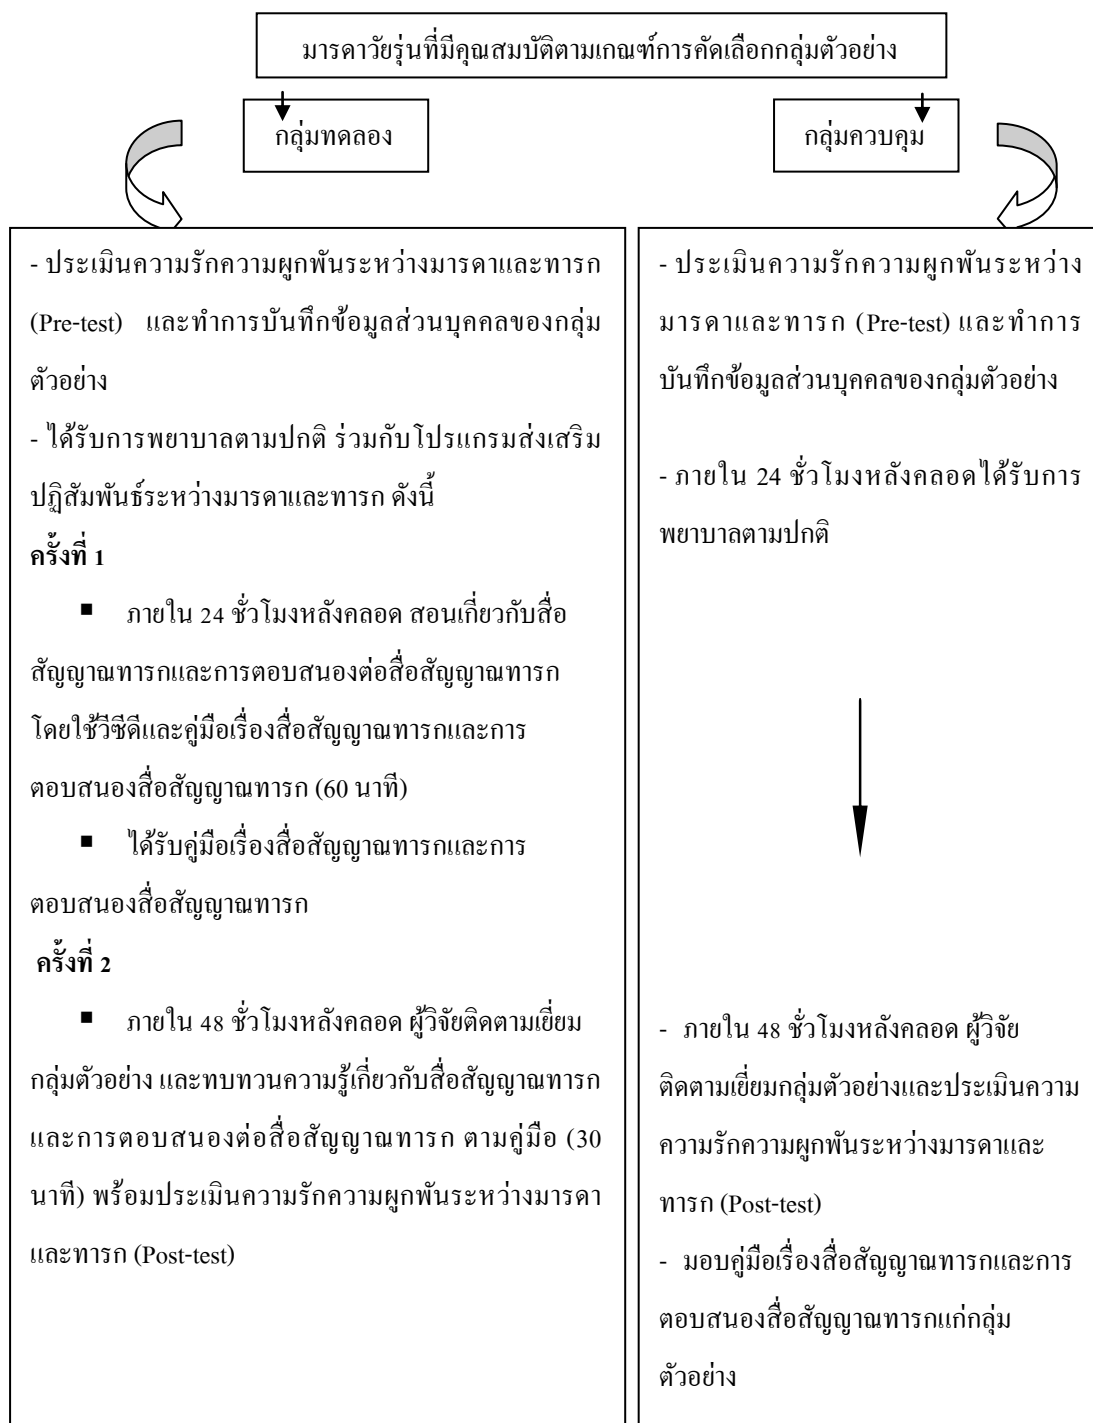 มารดาวัยรุ่นที่มีคุณสมบัติตามเกณฑ์การคัดเลือกกลุ่มตัวอย่าง
กลุ่มทดลอง
กลุ่มควบคุม
- ประเมินความรักความผูกพันระหว่างมารดาและทารก
(Pre-test) และทำการบันทึกข้อมูลส่วนบุคคลของกลุ่ม
ตัวอย่าง
- ได้รับการพยาบาลตามปกติ ร่วมกับโปรแกรมส่งเสริม
ปฏิสัมพันธ์ระหว่างมารดาและทารก ดังนี้
ครั้งที่ 1
▪ ภายใน 24 ชั่วโมงหลังคลอด สอนเกี่ยวกับสื่อ
สัญญาณทารกและการตอบสนองต่อสื่อสัญญาณทารก
โดยใช้วีซีดีและคู่มือเรื่องสื่อสัญญาณทารกและการ
ตอบสนองสื่อสัญญาณทารก (60 นาที)
▪ ได้รับคู่มือเรื่องสื่อสัญญาณทารกและการ
ตอบสนองสื่อสัญญาณทารก
ครั้งที่ 2
▪ ภายใน 48 ชั่วโมงหลังคลอด ผู้วิจัยติดตามเยี่ยม
กลุ่มตัวอย่าง และทบทวนความรู้เกี่ยวกับสื่อสัญญาณทารก
และการตอบสนองต่อสื่อสัญญาณทารก ตามคู่มือ (30
นาที) พร้อมประเมินความรักความผูกพันระหว่างมารดา
และทารก (Post-test)
- ประเมินความรักความผูกพันระหว่าง
มารดาและทารก (Pre-test) และทำการ
บันทึกข้อมูลส่วนบุคคลของกลุ่มตัวอย่าง
- ภายใน 24 ชั่วโมงหลังคลอดได้รับการ
พยาบาลตามปกติ
- ภายใน 48 ชั่วโมงหลังคลอด ผู้วิจัย
ติดตามเยี่ยมกลุ่มตัวอย่างและประเมินความ
ความรักความผูกพันระหว่างมารดาและ
ทารก (Post-test)
- มอบคู่มือเรื่องสื่อสัญญาณทารกและการ
ตอบสนองสื่อสัญญาณทารกแก่กลุ่ม
ตัวอย่าง